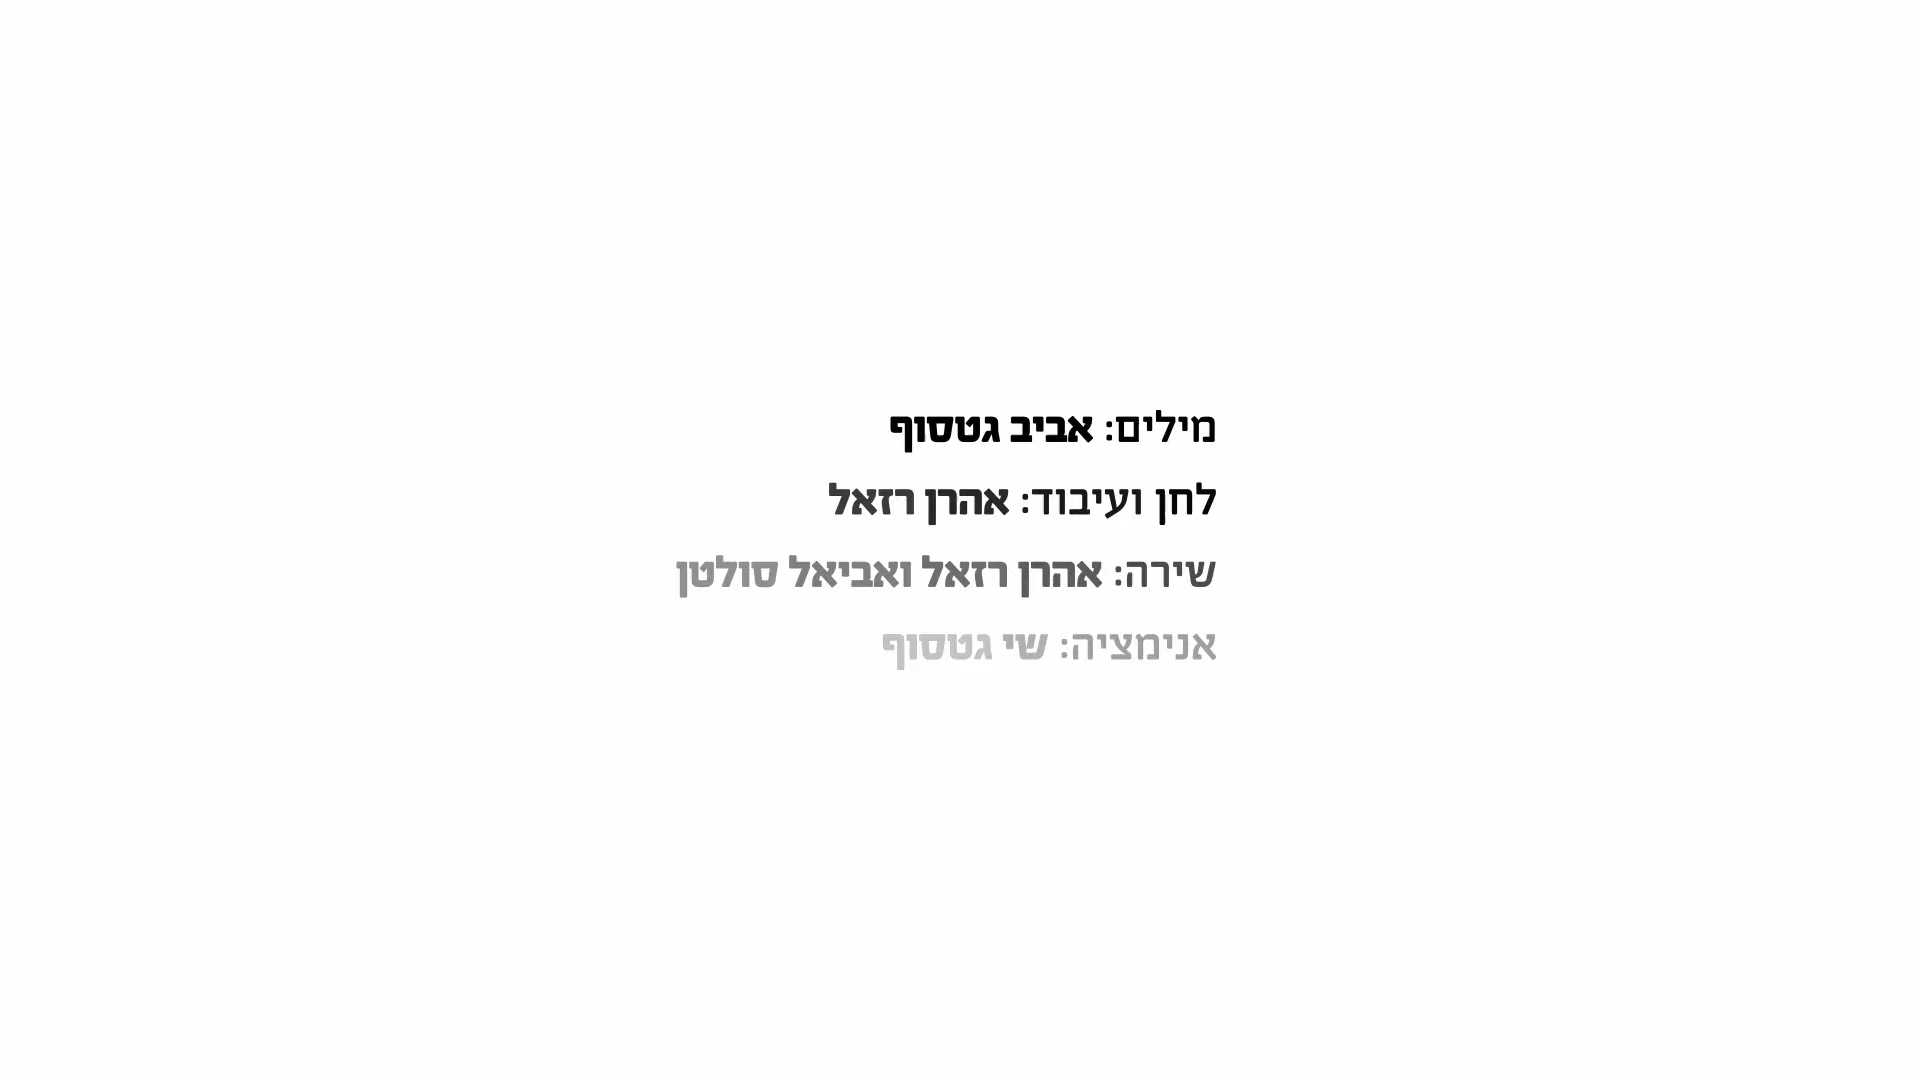 מילים: אביב גטסוף
לחן ועיבוד: אהרן רזאל
שירה: אהרן רזאל ואביאל סולטן
אנימציה: שי גטסוף